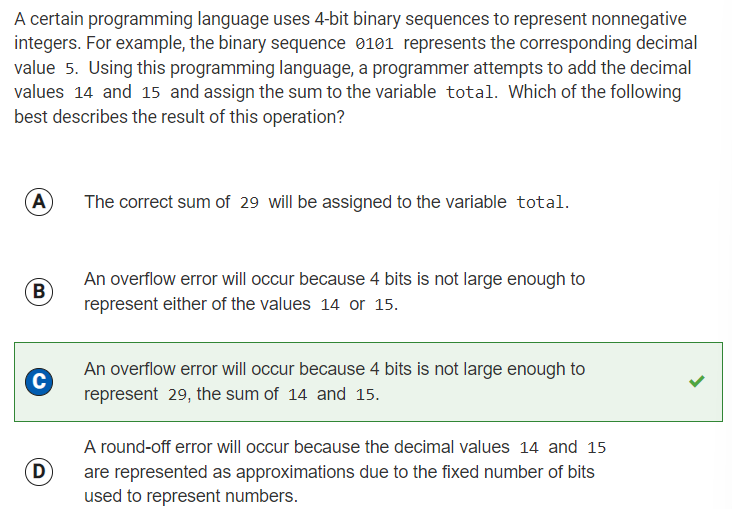 A certain programming language uses 4-bit binary sequences to represent nonnegative
integers. For example, the binary sequence 0101 represents the corresponding decimal
value 5. Using this programming language, a programmer attempts to add the decimal
values 14 and 15 and assign the sum to the variable total. Which of the following
best describes the result of this operation?
A The correct sum of 29 will be assigned to the variable total.
B An overflow error will occur because 4 bits is not large enough to
represent either of the values 14 or 15.
C An overflow error will occur because 4 bits is not large enough to
represent 29, the sum of 14 and 15.
D A round-off error will occur because the decimal values 14 and 15
are represented as approximations due to the fixed number of bits
used to represent numbers.